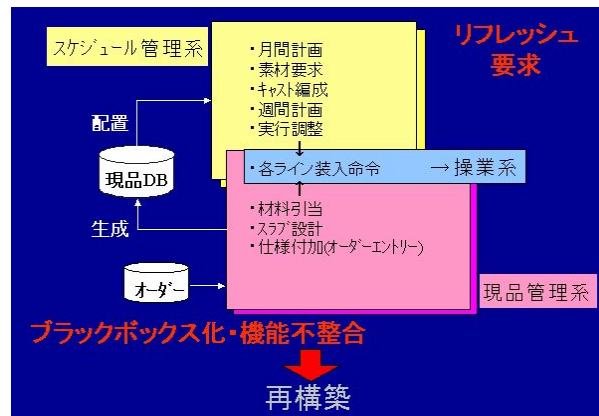 スケジュール管理系
リフレッシュ
要求
・月間計画
・素材要求
・キャスト編成
・週間計画
・実行調整
↓
配置
・各ライン装入命令 →操業系
現品DB
↑
生成
・材料引当
・スラブ設計
・仕様付加(オーダーエントリー)
オーダー
現品管理系
ブラックボックス化・機能不整合
再構築